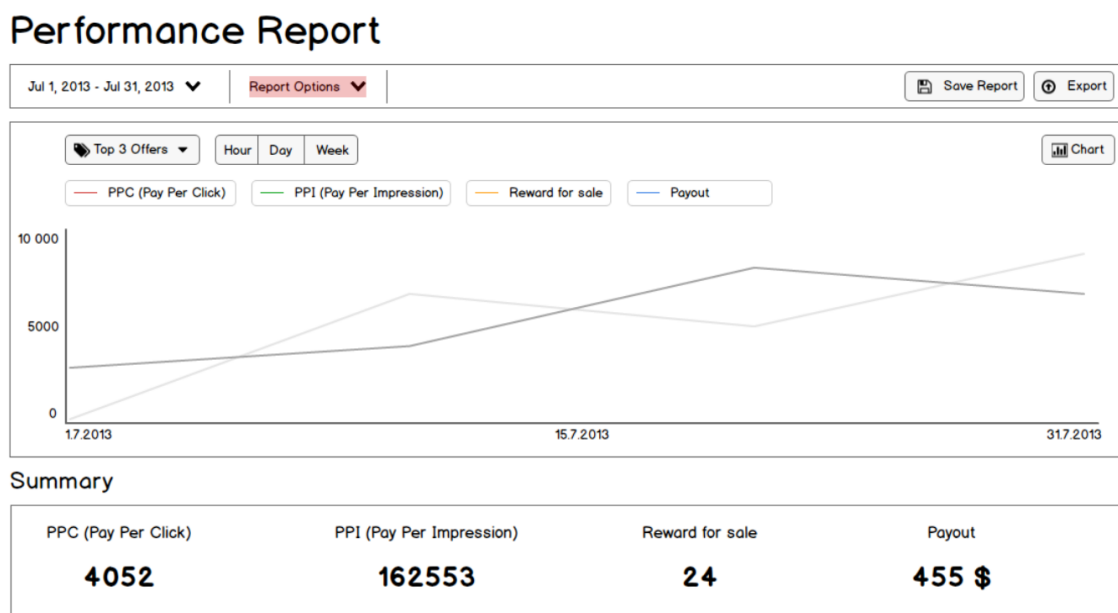 Performance Report
Jul 1, 2013 - Jul 31, 2013
Report Options
Save Report
Export
Top 3 Offers
Hour
Day
Week
Chart
PPC (Pay Per Click)
PPI (Pay Per Impression)
Reward for sale
Payout
10 000
5000
0
1.7.2013
15.7.2013
31.7.2013
Summary
PPC (Pay Per Click)
PPI (Pay Per Impression)
Reward for sale
Payout
4052
162553
24
455 $